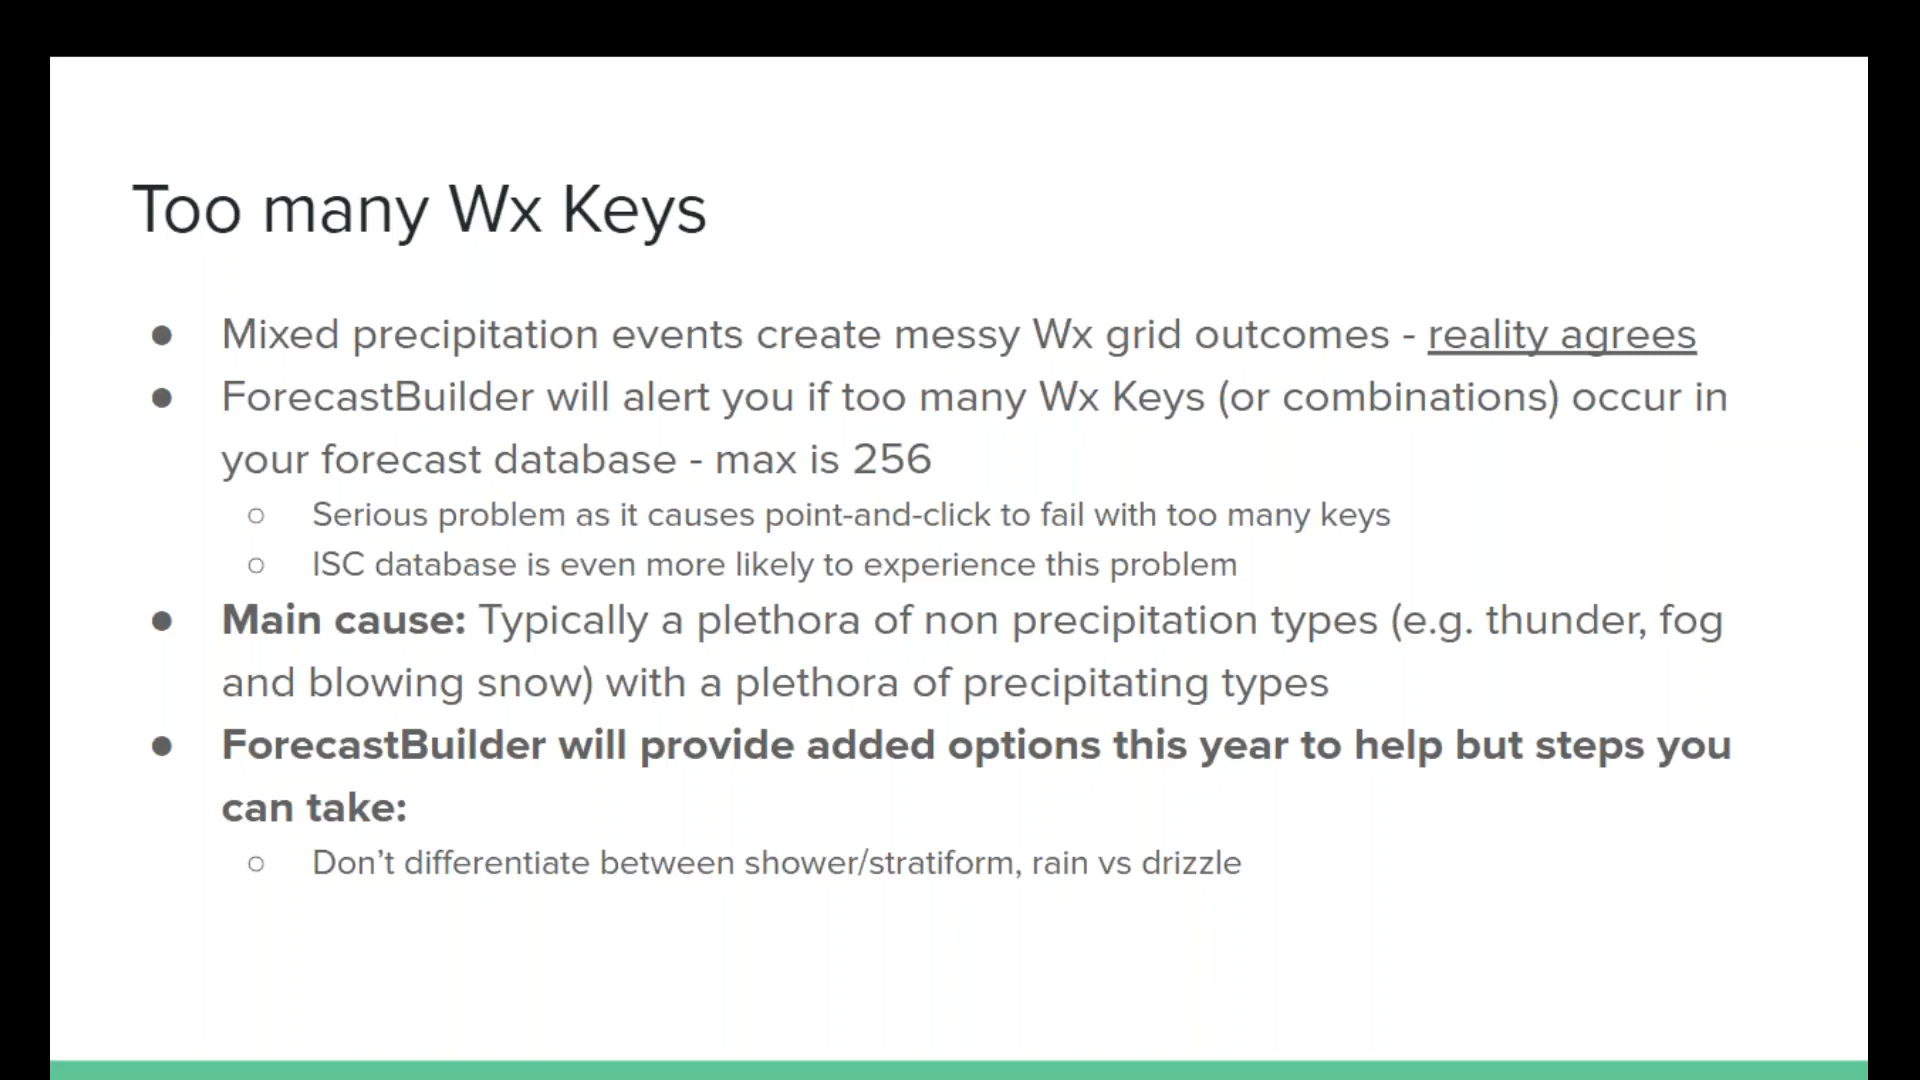 Too many Wx Keys
● Mixed precipitation events create messy Wx grid outcomes - reality agrees
● ForecastBuilder will alert you if too many Wx Keys (or combinations) occur in
your forecast database - max is 256
○ Serious problem as it causes point-and-click to fail with too many keys
○ ISC database is even more likely to experience this problem
● Main cause: Typically a plethora of non precipitation types (e.g. thunder, fog
and blowing snow) with a plethora of precipitating types
● ForecastBuilder will provide added options this year to help but steps you
can take:
○ Don’t differentiate between shower/stratiform, rain vs drizzle